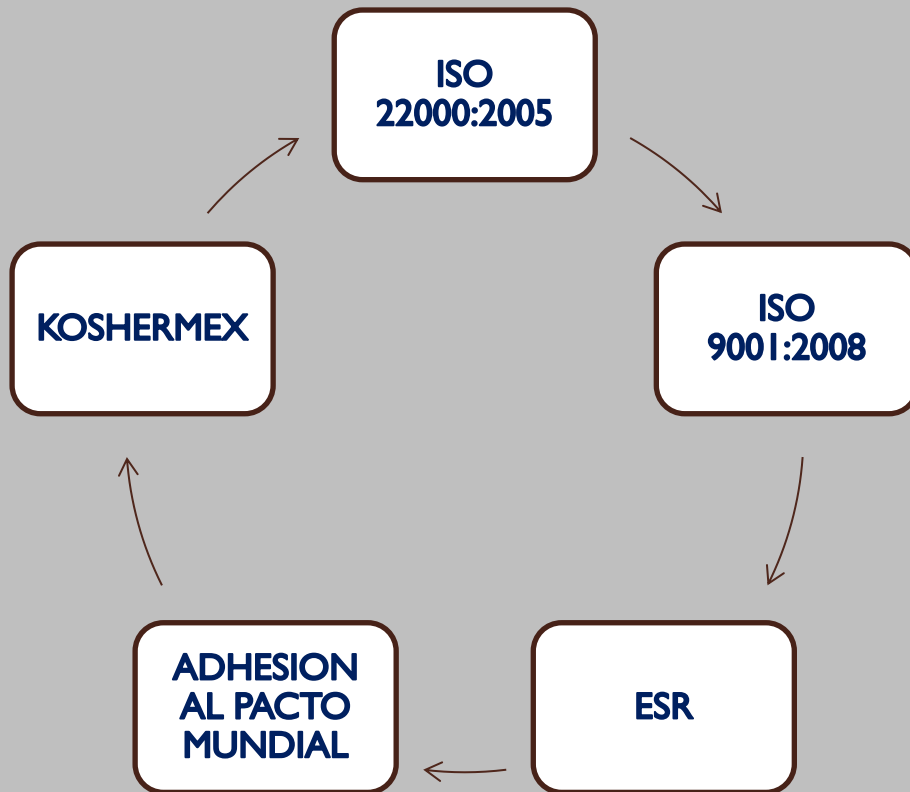 ISO
22000:2005
ISO
9001:2008
ESR
ADHESION
AL PACTO
MUNDIAL
KOSHERMEX